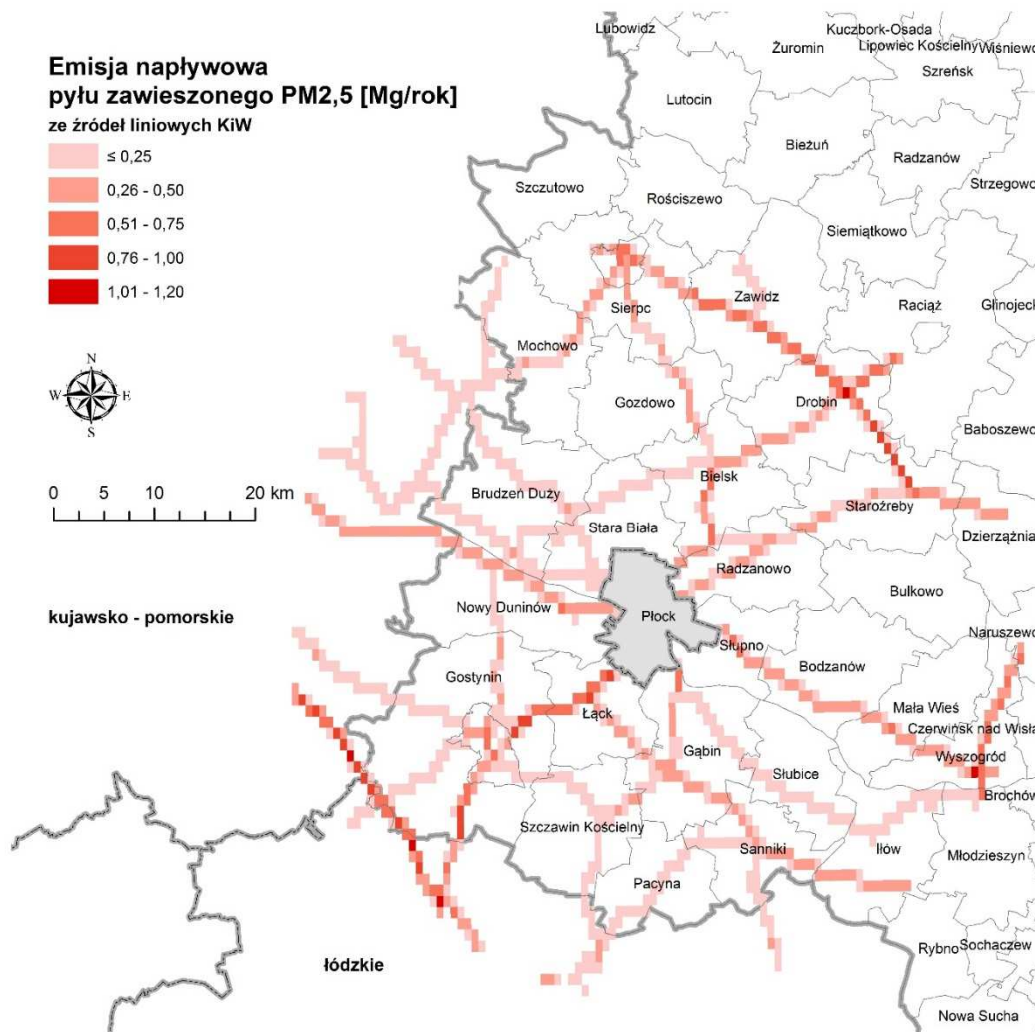 Emisja napływowa
pyłu zawieszonego PM2,5 [Mg/rok]
ze źródeł liniowych KiW
≤ 0,25
0,26 - 0,50
0,51 - 0,75
0,76 - 1,00
1,01 - 1,20
N
W E
S
0 5 10 20 km
kujawsko - pomorskie
łódzkie
Lubowidz
Kuczbork-Osada
Żuromin
Lipowiec Kościelny
Wiśniewo
Szreńsk
Lutocin
Bieżuń
Radzanów
Strzegowo
Szczutowo
Rościszewo
Siemiątkowo
Zawidz
Raciąż
Glinojeck
Sierpc
Mochowo
Gozdowo
Drobin
Baboszewo
Bielsk
Brudzeń Duży
Staroźreby
Stara Biała
Dzierzążnia
Radzanowo
Bulkowo
Nowy Duninów
Płock
Słupno
Naruszewo
Bodzanów
Gostynin
Mała Wieś
Łąck
Czerwińsk nad Wisłą
Gąbin
Wyszogród
Słubice
Brochów
Szczawin Kościelny
Sanniki
Iłów
Młodzieszyn
Pacyna
Rybno
Sochaczew
Nowa Sucha